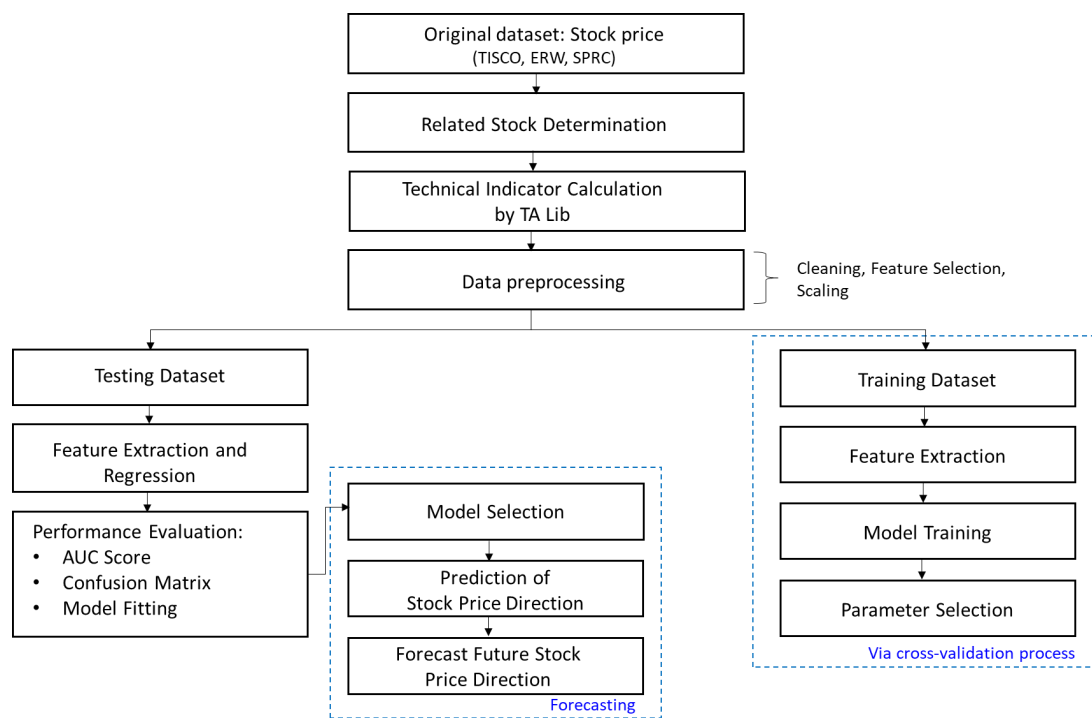 Original dataset: Stock price
(TISCO, ERW, SPRC)
Related Stock Determination
Technical Indicator Calculation
by TA Lib
Data preprocessing
Cleaning, Feature Selection,
Scaling
Testing Dataset
Feature Extraction and
Regression
Performance Evaluation:
• AUC Score
• Confusion Matrix
• Model Fitting
Model Selection
Prediction of
Stock Price Direction
Forecast Future Stock
Price Direction
Forecasting
Training Dataset
Feature Extraction
Model Training
Parameter Selection
Via cross-validation process